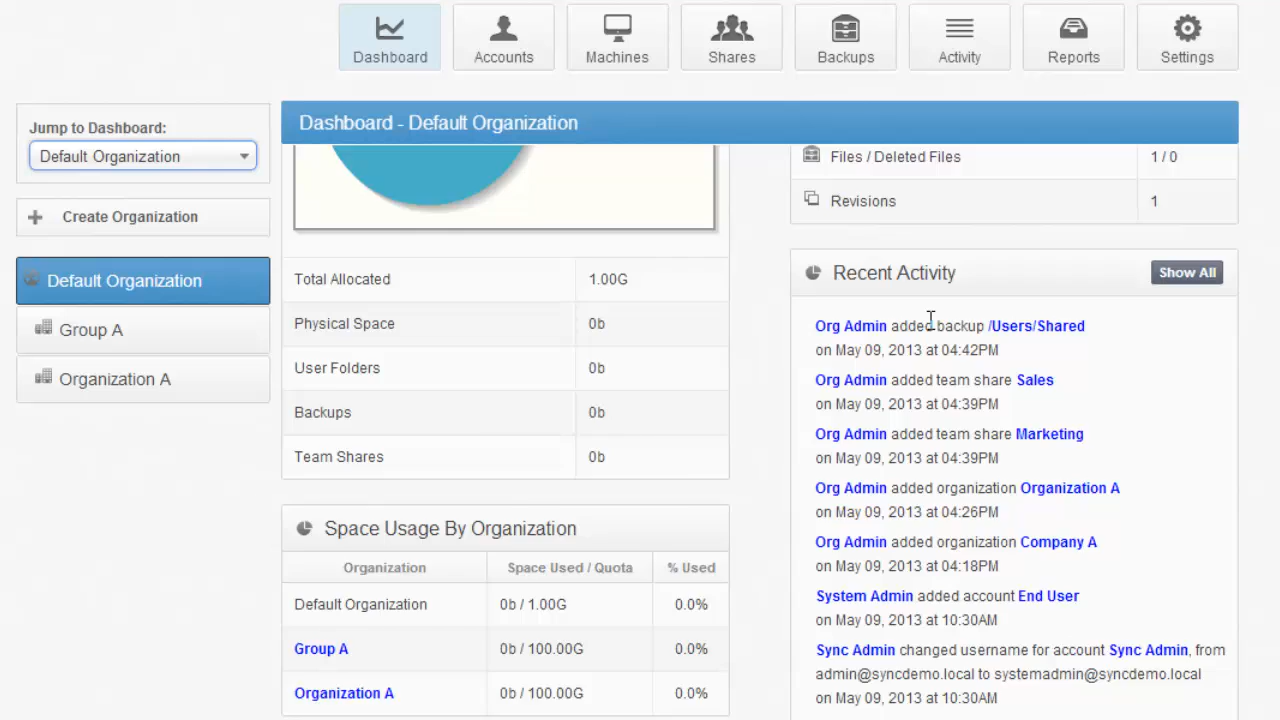 Dashboard
Accounts
Machines
Shares
Backups
Activity
Reports
Settings
Jump to Dashboard:
Default Organization
Create Organization
Default Organization
Group A
Organization A
Dashboard - Default Organization
Total Allocated 1.00G
Physical Space 0b
User Folders 0b
Backups 0b
Team Shares 0b
Space Usage By Organization
Organization Space Used / Quota % Used
Default Organization 0b / 1.00G 0.0%
Group A 0b / 100.00G 0.0%
Organization A 0b / 100.00G 0.0%
Files / Deleted Files 1 / 0
Revisions 1
Recent Activity Show All
Org Admin added backup /Users/Shared
on May 09, 2013 at 04:42PM
Org Admin added team share Sales
on May 09, 2013 at 04:39PM
Org Admin added team share Marketing
on May 09, 2013 at 04:39PM
Org Admin added organization Organization A
on May 09, 2013 at 04:26PM
Org Admin added organization Company A
on May 09, 2013 at 04:18PM
System Admin added account End User
on May 09, 2013 at 10:30AM
Sync Admin changed username for account Sync Admin, from
admin@syncdemo.local to systemadmin@syncdemo.local
on May 09, 2013 at 10:30AM